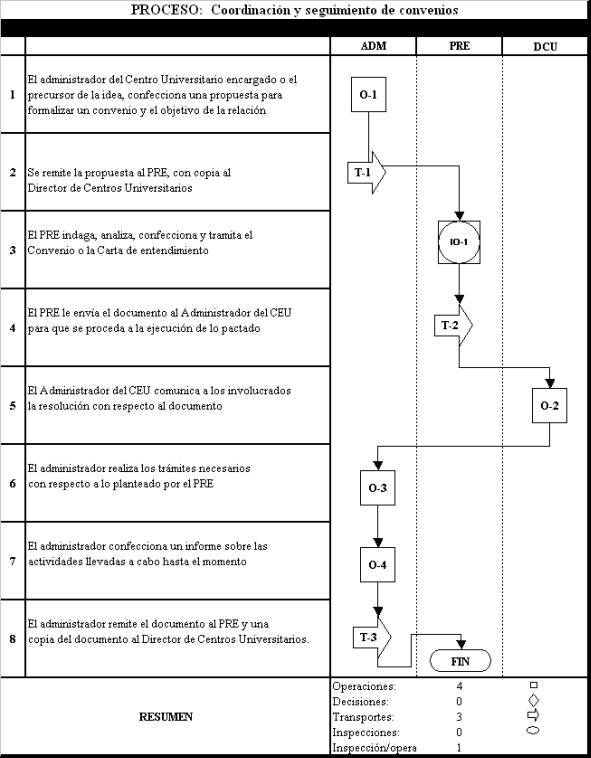 PROCESO: Coordinación y seguimiento de convenios
ADM PRE DCU
1
El administrador del Centro Universitario encargado o el
precursor de la idea, confecciona una propuesta para
formalizar un convenio y el objetivo de la relación
O-1
2
Se remite la propuesta al PRE, con copia al
Director de Centros Universitarios
T-1
3
El PRE indaga, analiza, confecciona y tramita el
Convenio o la Carta de entendimiento
IO-1
4
El PRE le envía el documento al Administrador del CEU
para que se proceda a la ejecución de lo pactado
T-2
5
El Administrador del CEU comunica a los involucrados
la resolución con respecto al documento
O-2
6
El administrador realiza los trámites necesarios
con respecto a lo planteado por el PRE
O-3
7
El administrador confecciona un informe sobre las
actividades llevadas a cabo hasta el momento
O-4
8
El administrador remite el documento al PRE y una
copia del documento al Director de Centros Universitarios.
T-3
FIN
RESUMEN
Operaciones: 4
Decisiones: 0
Transportes: 3
Inspecciones: 0
Inspección/opera 1